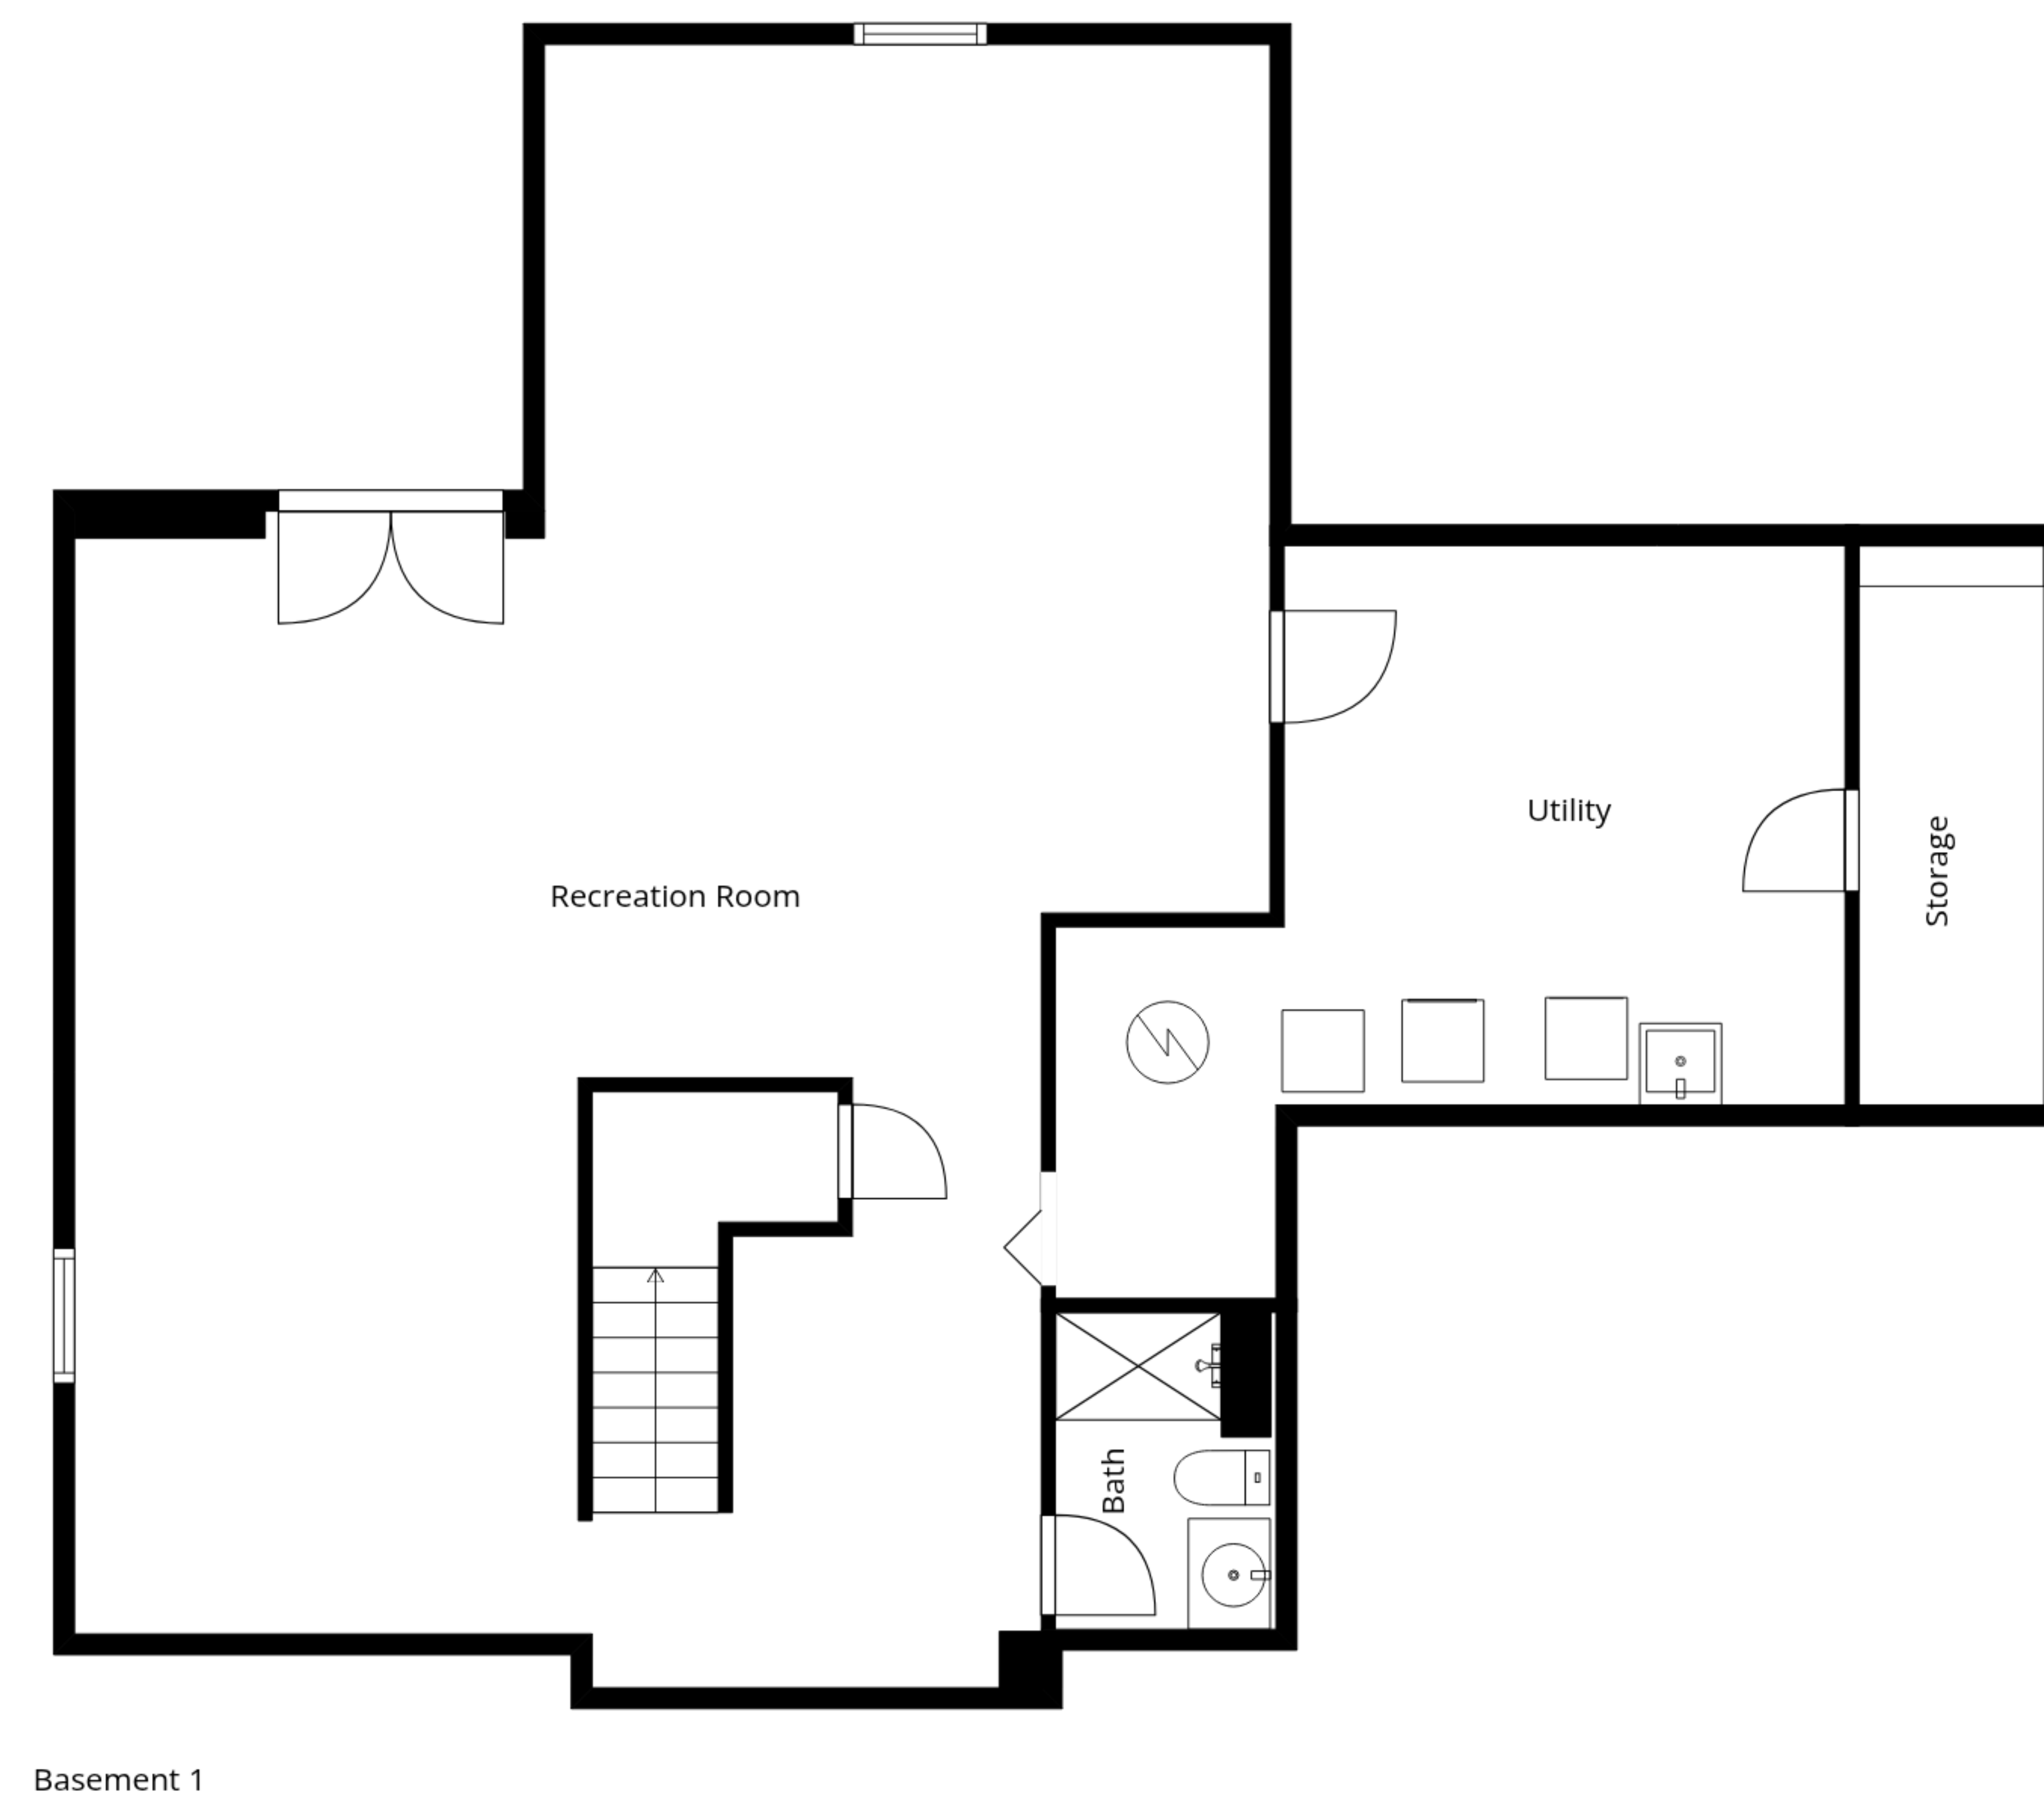 Utility
Storage
Recreation Room
Bath
Basement 1